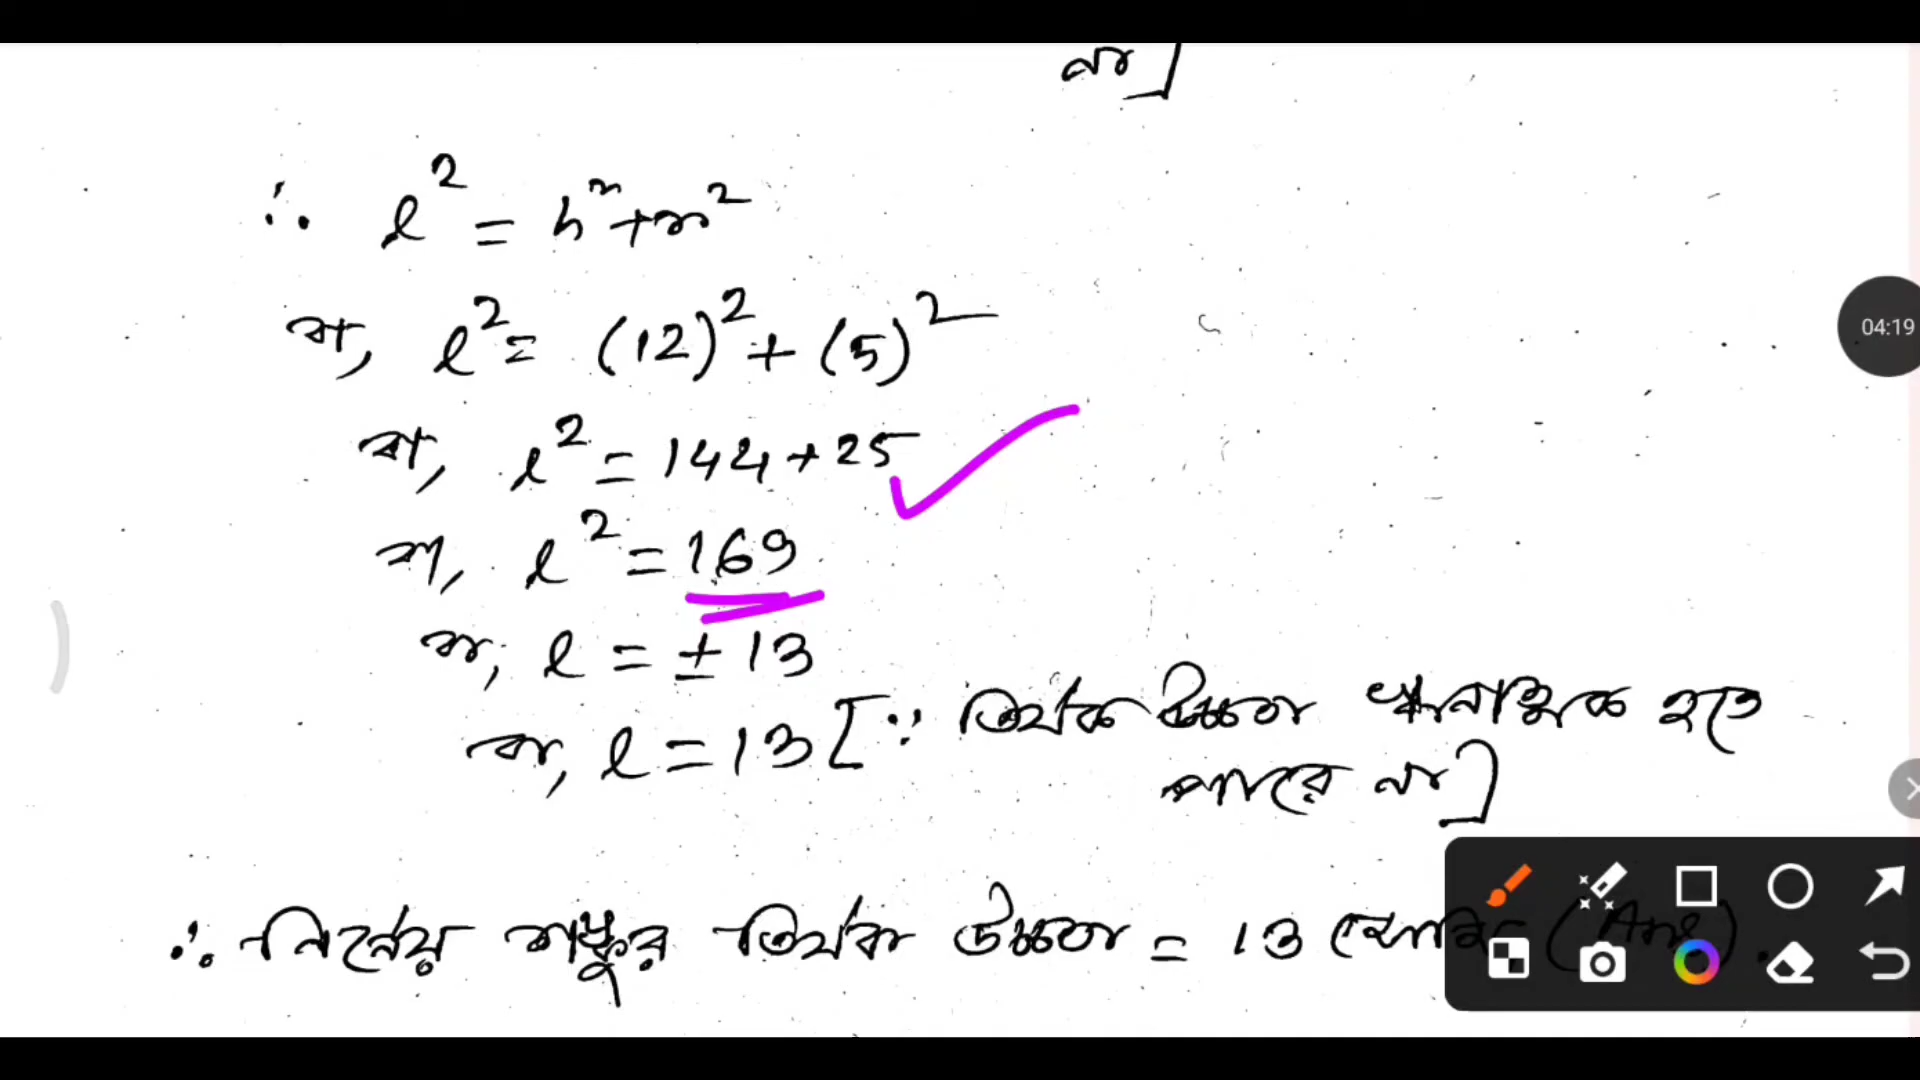 না]
∴ l² = h² + r²
বা, l² = (12)² + (5)²
বা, l² = 144 + 25
বা, l² = 169
বা, l = ± 13
বা, l = 13 [∵ তির্যক উচ্চতা ঋনাত্মক হতে
পারে না]
∴ নির্নেয় শঙ্কুর তির্যক উচ্চতা = 13 সেমি (Ans).
04:19